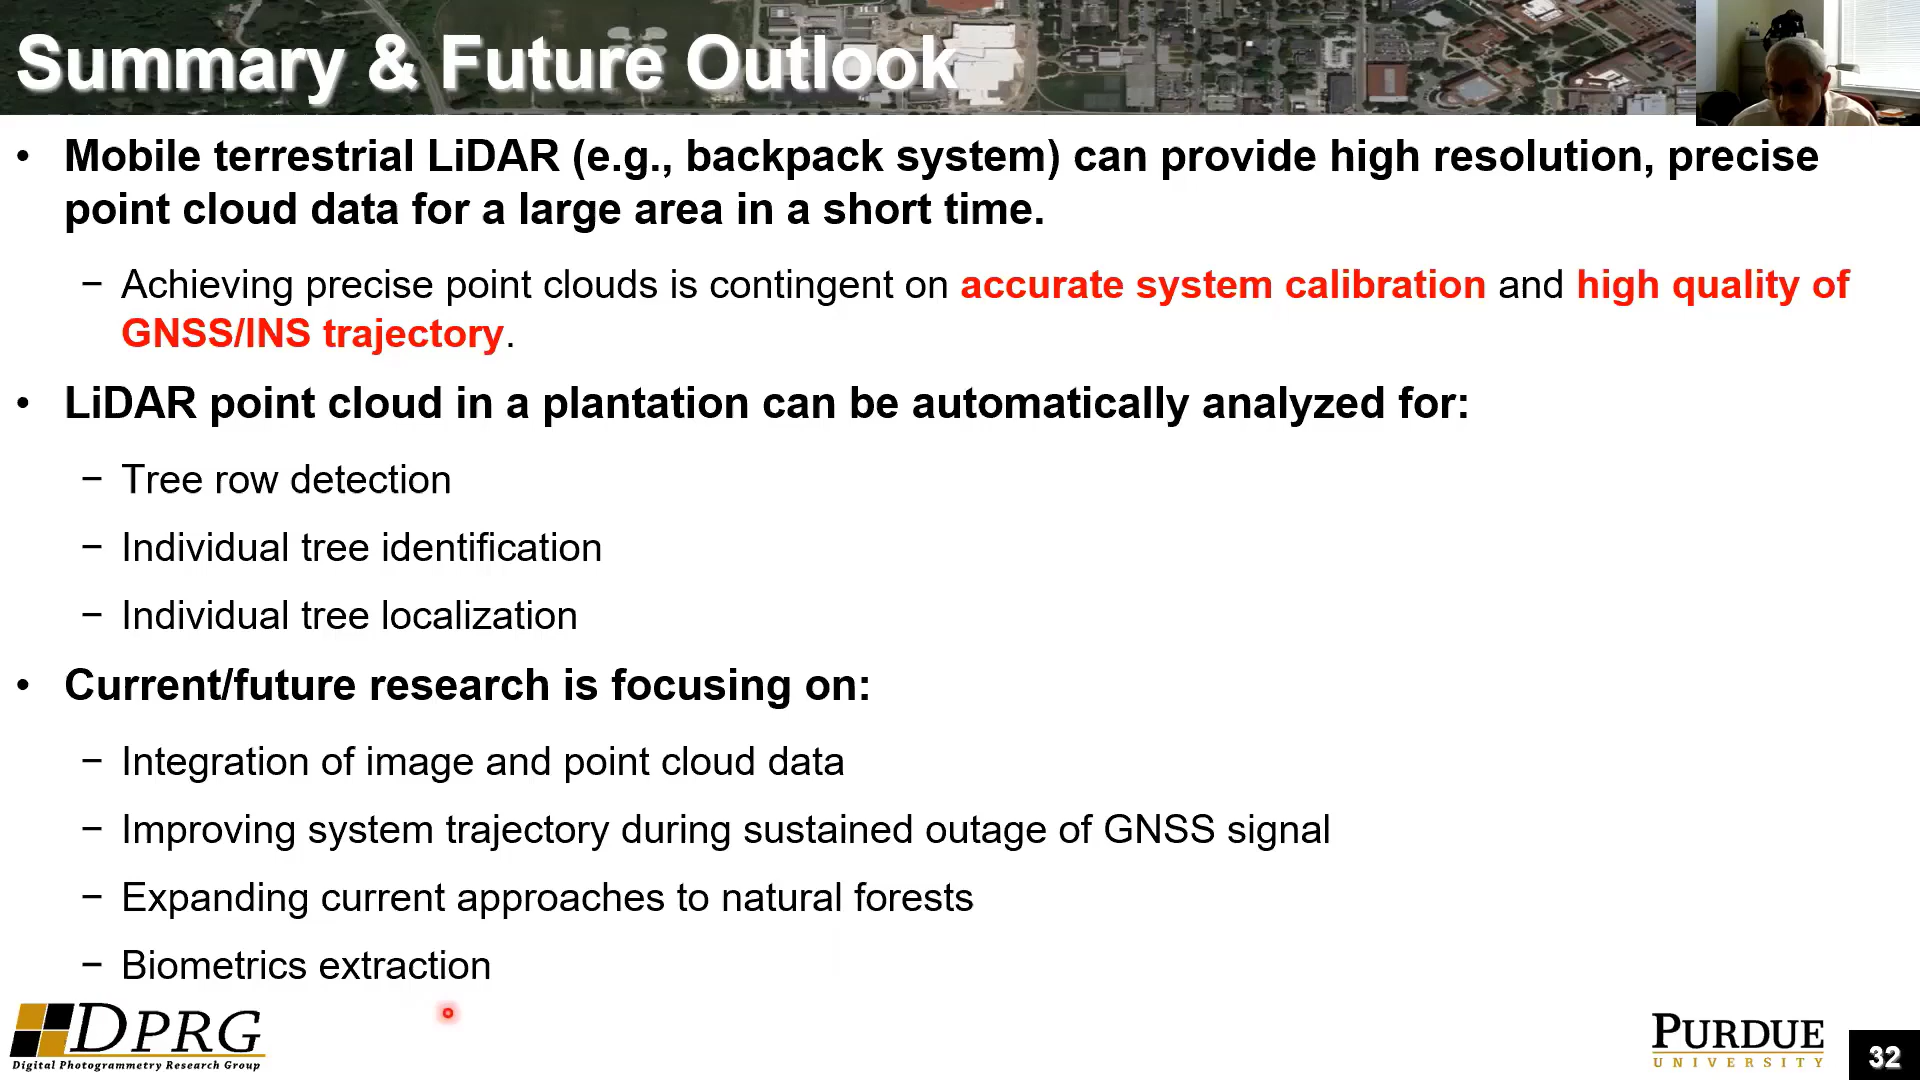 Summary & Future Outlook
• Mobile terrestrial LiDAR (e.g., backpack system) can provide high resolution, precise
point cloud data for a large area in a short time.
− Achieving precise point clouds is contingent on accurate system calibration and high quality of
GNSS/INS trajectory.
• LiDAR point cloud in a plantation can be automatically analyzed for:
− Tree row detection
− Individual tree identification
− Individual tree localization
• Current/future research is focusing on:
− Integration of image and point cloud data
− Improving system trajectory during sustained outage of GNSS signal
− Expanding current approaches to natural forests
− Biometrics extraction
DPRG
Digital Photogrammetry Research Group
PURDUE
UNIVERSITY
32